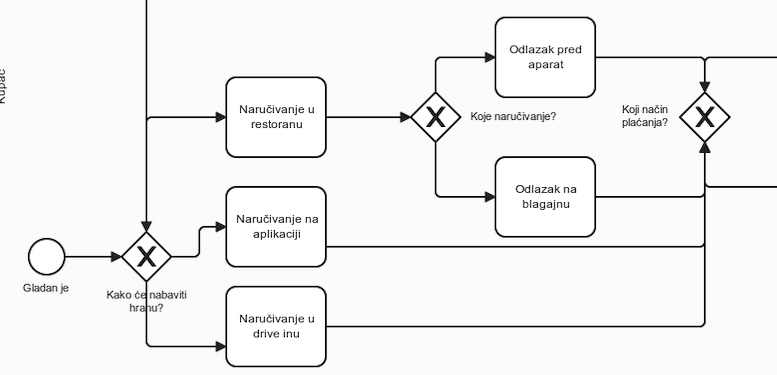 Kupac
Odlazak pred
aparat
Naručivanje u
restoranu
Koje naručivanje?
Koji način
plaćanja?
Odlazak na
blagajnu
Naručivanje na
aplikaciji
Gladan je
Kako će nabaviti
hranu?
Naručivanje u
drive inu